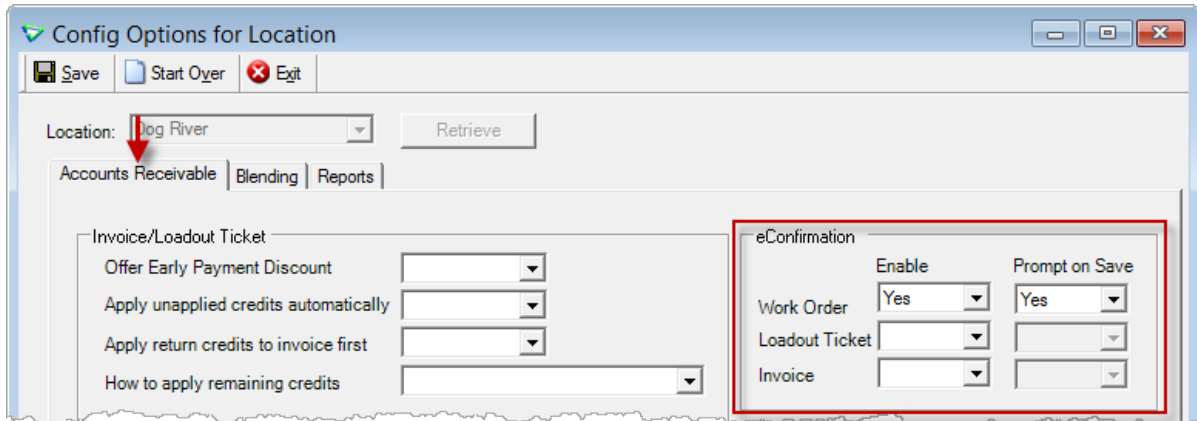 Config Options for Location
Save Start Over Exit
Location: Dog River Retrieve
Accounts Receivable Blending Reports
Invoice/Loadout Ticket
Offer Early Payment Discount
Apply unapplied credits automatically
Apply return credits to invoice first
How to apply remaining credits
eConfirmation
Enable Prompt on Save
Work Order Yes Yes
Loadout Ticket
Invoice